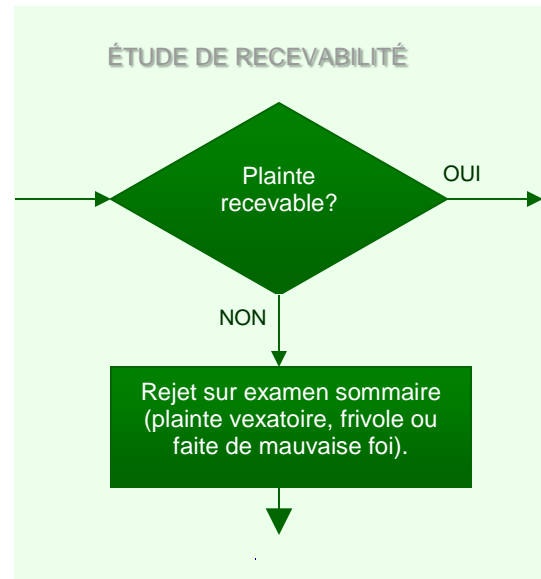 ÉTUDE DE RECEVABILITÉ
Plainte
recevable?
OUI
NON
Rejet sur examen sommaire
(plainte vexatoire, frivole ou
faite de mauvaise foi).
.